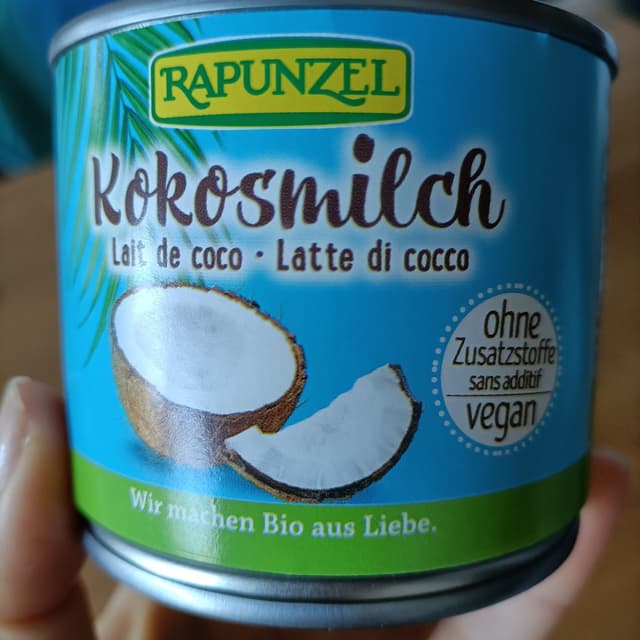 RAPUNZEL
Kokosmilch
Lait de coco · Latte di cocco
ohne
Zusatzstoffe
sans additif
vegan
Wir machen Bio aus Liebe.